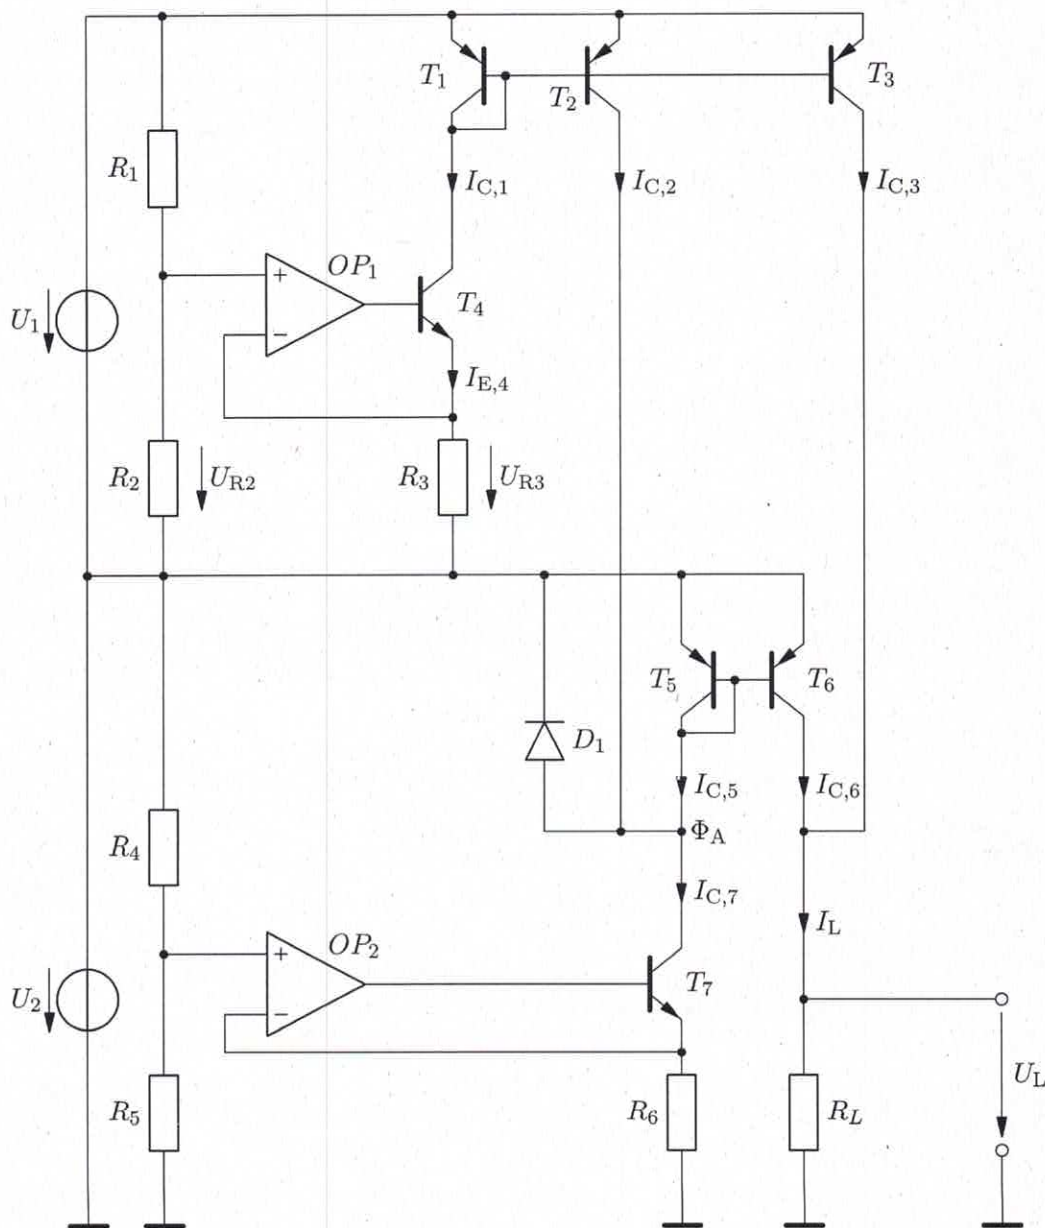 T1
T2
T3
R1
IC,1
IC,2
IC,3
OP1
+
−
T4
U1
IE,4
R2
UR2
R3
UR3
T5
T6
D1
IC,5
IC,6
ΦA
R4
IC,7
IL
OP2
+
−
T7
U2
R5
R6
RL
UL